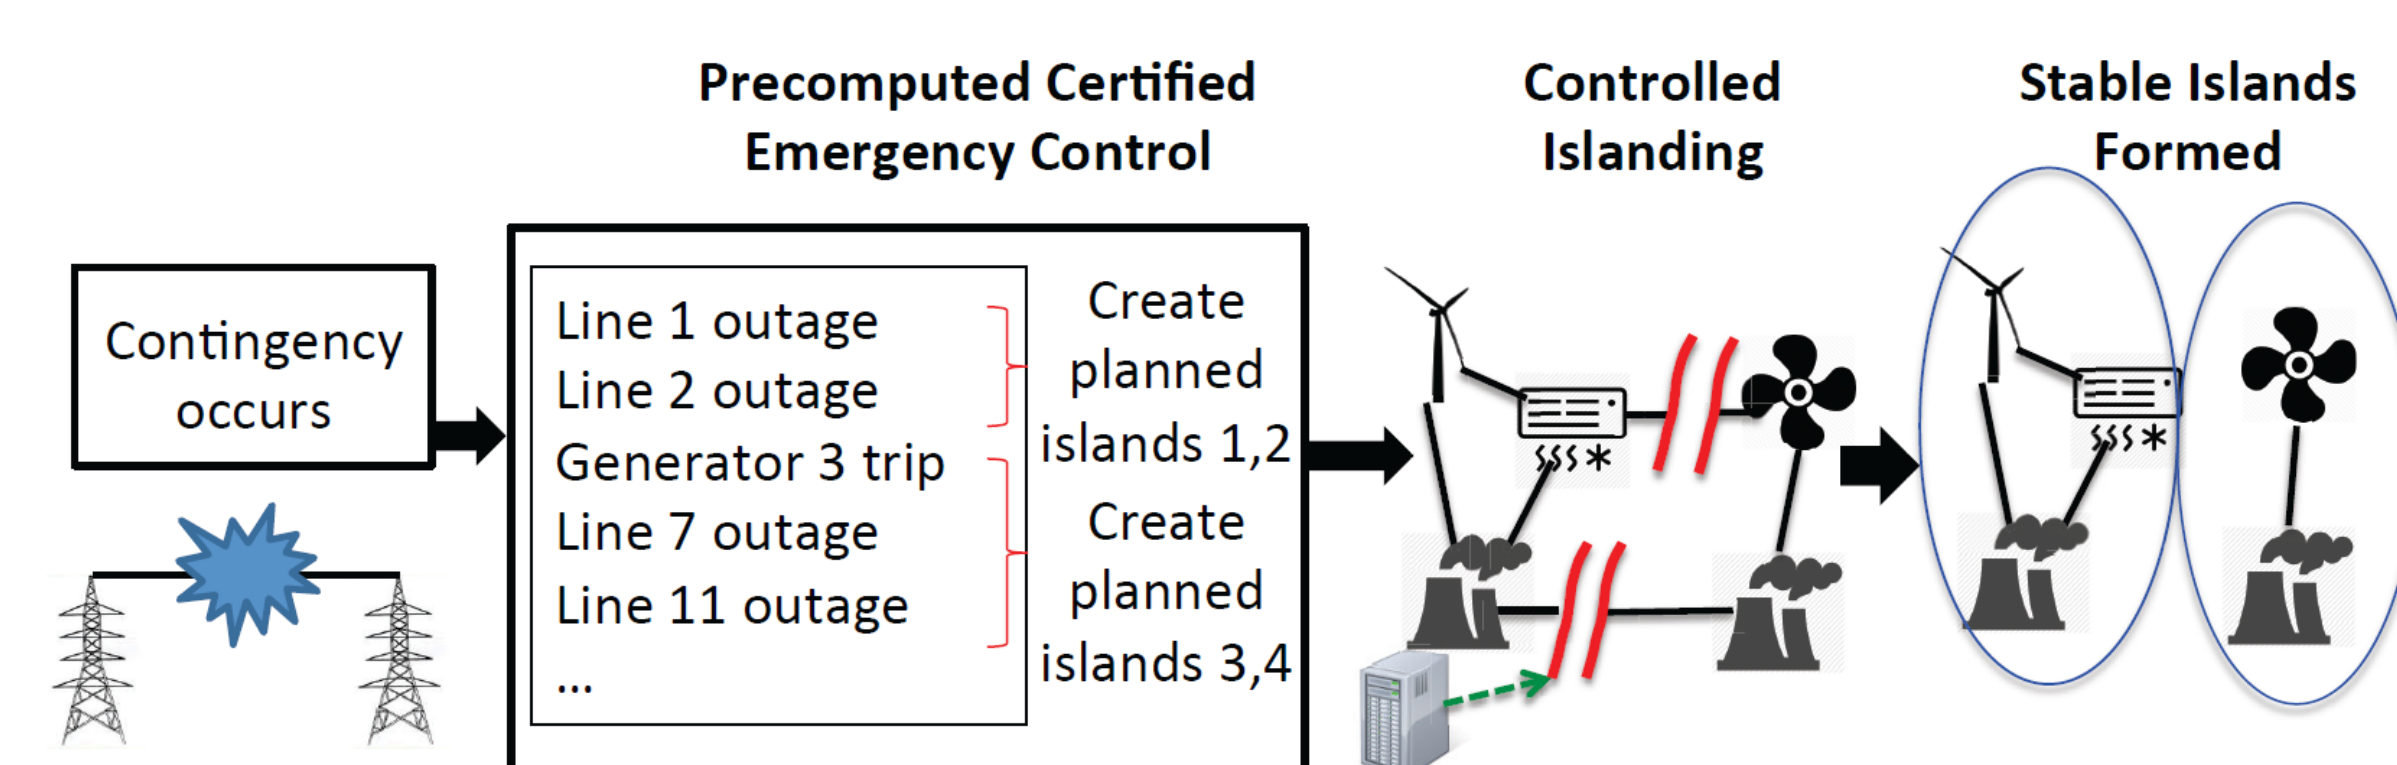 Precomputed Certified
Emergency Control
Controlled
Islanding
Stable Islands
Formed
Contingency
occurs
Line 1 outage
Line 2 outage
Generator 3 trip
Line 7 outage
Line 11 outage
...
Create
planned
islands 1,2
Create
planned
islands 3,4